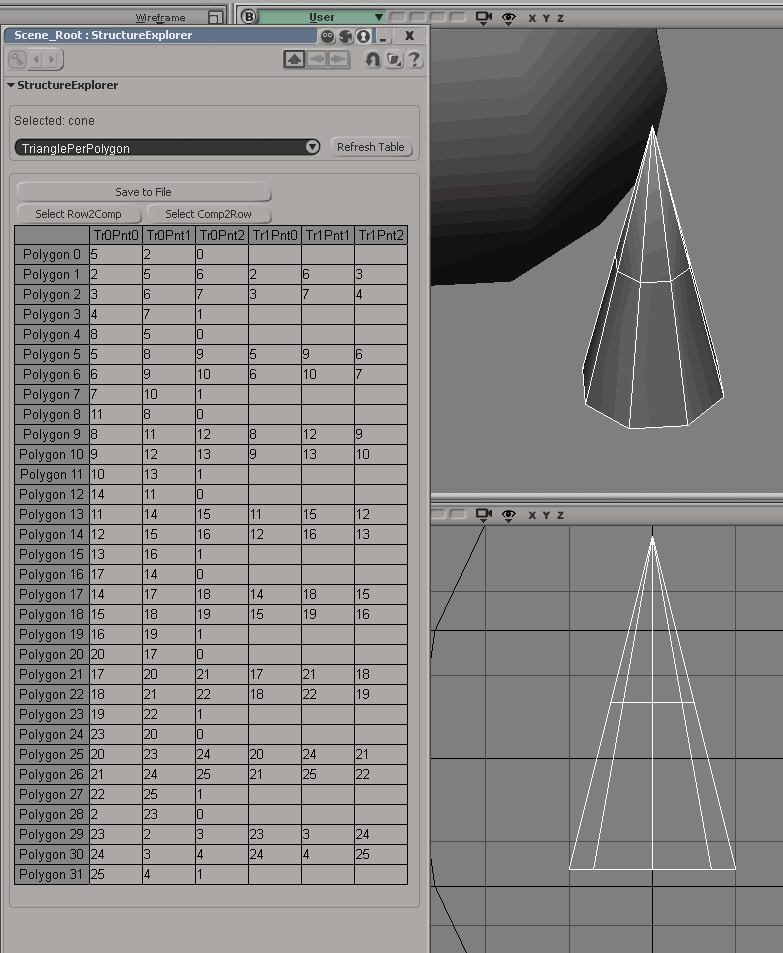 Wireframe
B User X Y Z
Scene_Root : StructureExplorer X
?
StructureExplorer
Selected: cone
TrianglePerPolygon Refresh Table
Save to File
Select Row2Comp Select Comp2Row
Tr0Pnt0 Tr0Pnt1 Tr0Pnt2 Tr1Pnt0 Tr1Pnt1 Tr1Pnt2
Polygon 0 5 2 0
Polygon 1 2 5 6 2 6 3
Polygon 2 3 6 7 3 7 4
Polygon 3 4 7 1
Polygon 4 8 5 0
Polygon 5 5 8 9 5 9 6
Polygon 6 6 9 10 6 10 7
Polygon 7 7 10 1
Polygon 8 11 8 0
Polygon 9 8 11 12 8 12 9
Polygon 10 9 12 13 9 13 10
Polygon 11 10 13 1
Polygon 12 14 11 0
Polygon 13 11 14 15 11 15 12
Polygon 14 12 15 16 12 16 13
Polygon 15 13 16 1
Polygon 16 17 14 0
Polygon 17 14 17 18 14 18 15
Polygon 18 15 18 19 15 19 16
Polygon 19 16 19 1
Polygon 20 20 17 0
Polygon 21 17 20 21 17 21 18
Polygon 22 18 21 22 18 22 19
Polygon 23 19 22 1
Polygon 24 23 20 0
Polygon 25 20 23 24 20 24 21
Polygon 26 21 24 25 21 25 22
Polygon 27 22 25 1
Polygon 28 2 23 0
Polygon 29 23 2 3 23 3 24
Polygon 30 24 3 4 24 4 25
Polygon 31 25 4 1
X Y Z